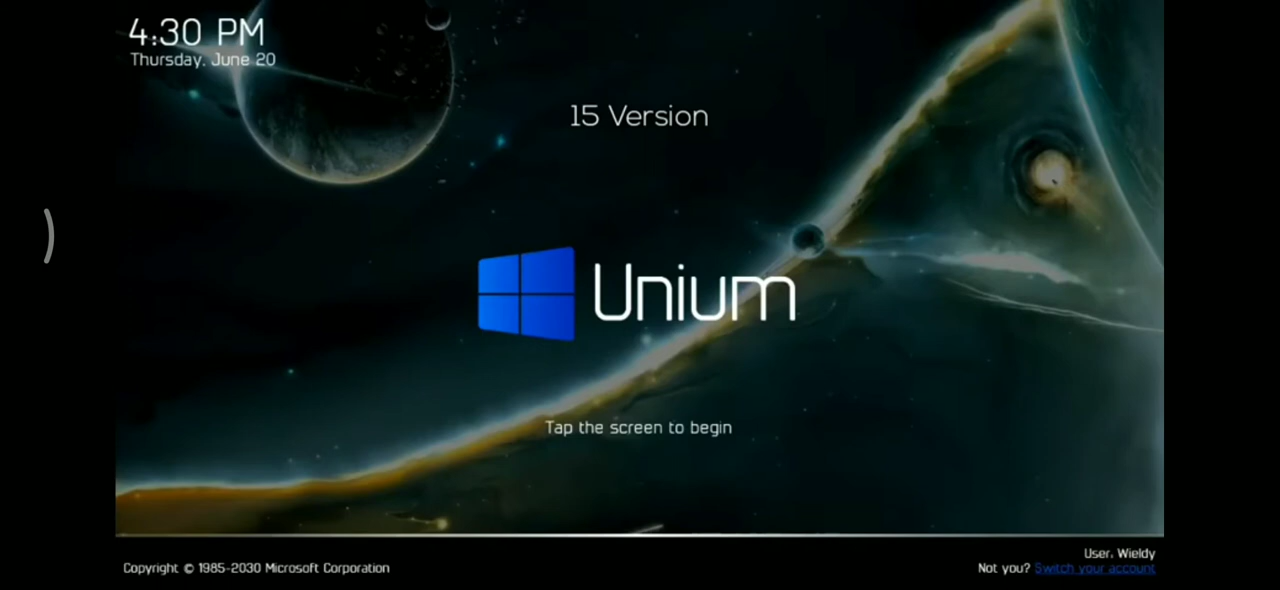 4:30 PM
Thursday, June 20
15 Version
Unium
Tap the screen to begin
User, Wieldy
Copyright © 1985-2030 Microsoft Corporation
Not you? Switch your account